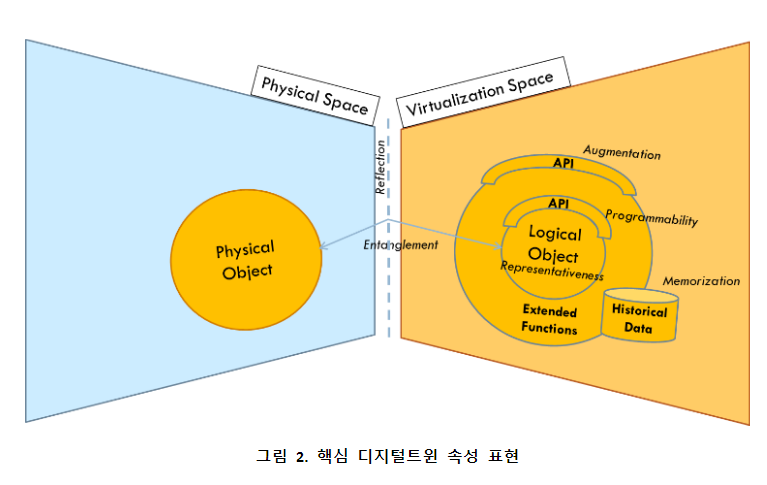 Physical Space
Virtualization Space
Reflection
Augmentation
API
API
Programmability
Physical
Object
Entanglement
Logical
Object
Representativeness
Memorization
Extended
Functions
Historical
Data
그림 2. 핵심 디지털트윈 속성 표현